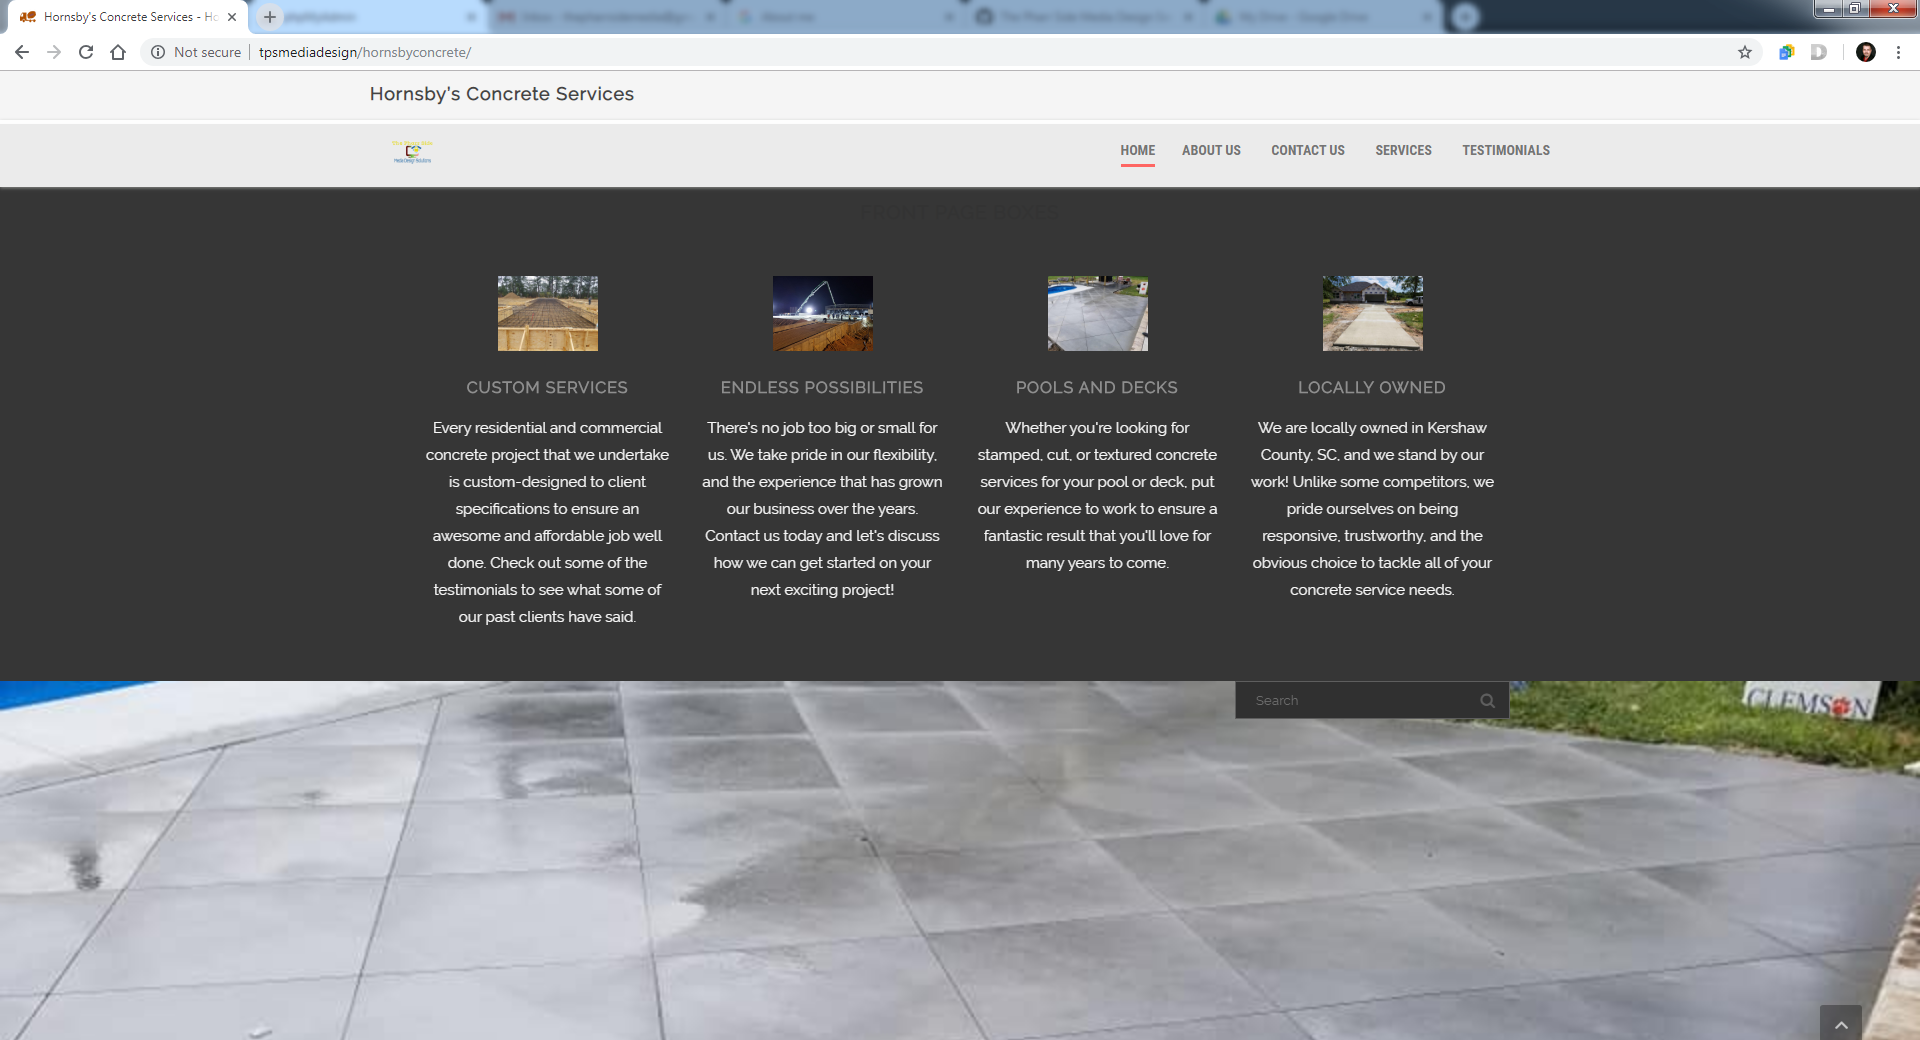 Hornsby's Concrete Services - Ho
Not secure
tpsmediadesign/hornsbyconcrete/
Hornsby's Concrete Services
Media Design Solutions
HOME
ABOUT US
CONTACT US
SERVICES
TESTIMONIALS
FRONT PAGE BOXES
CUSTOM SERVICES
Every residential and commercial
concrete project that we undertake
is custom-designed to client
specifications to ensure an
awesome and affordable job well
done. Check out some of the
testimonials to see what some of
our past clients have said.
ENDLESS POSSIBILITIES
There's no job too big or small for
us. We take pride in our flexibility,
and the experience that has grown
our business over the years.
Contact us today and let's discuss
how we can get started on your
next exciting project!
POOLS AND DECKS
Whether you're looking for
stamped, cut, or textured concrete
services for your pool or deck, put
our experience to work to ensure a
fantastic result that you'll love for
many years to come.
LOCALLY OWNED
We are locally owned in Kershaw
County, SC, and we stand by our
work! Unlike some competitors, we
pride ourselves on being
responsive, trustworthy, and the
obvious choice to tackle all of your
concrete service needs.
Search
CLEMSON